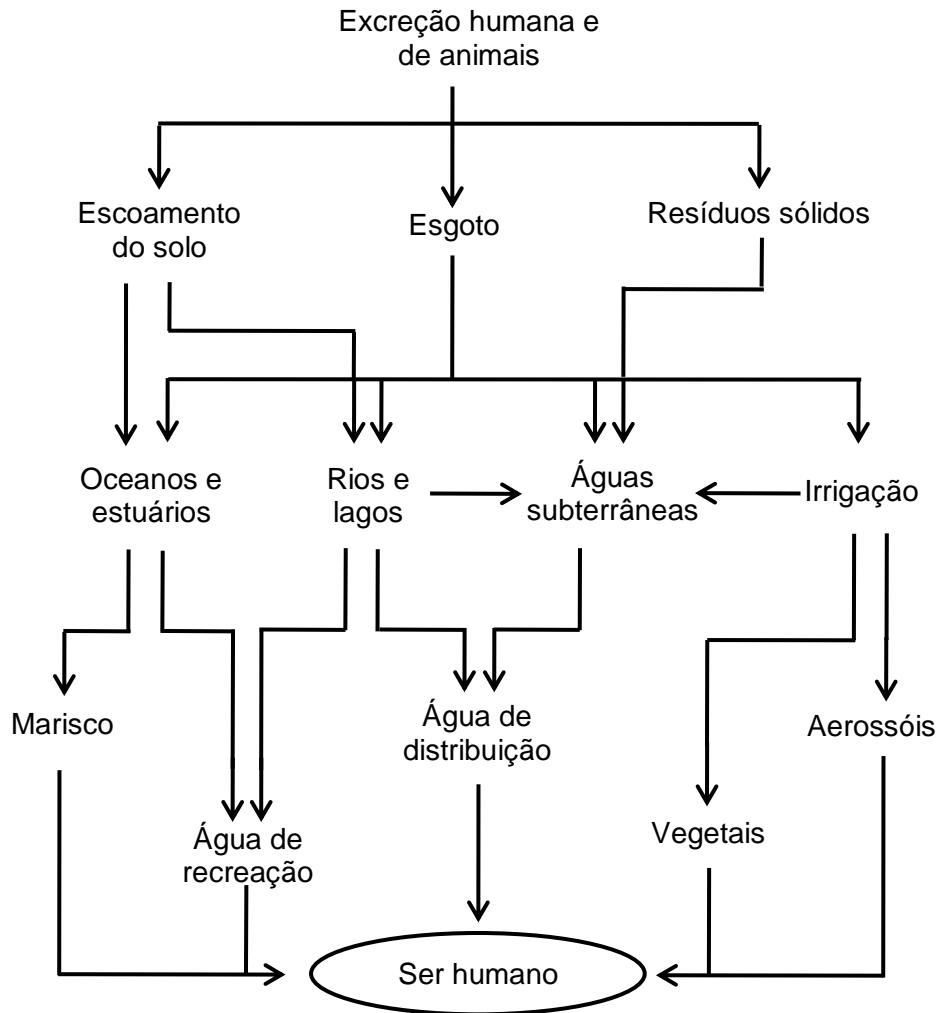 Excreção humana e
de animais
Escoamento
do solo
Esgoto
Resíduos sólidos
Oceanos e
estuários
Rios e
lagos
Águas
subterrâneas
Irrigação
Marisco
Água de
distribuição
Aerossóis
Água de
recreação
Vegetais
Ser humano